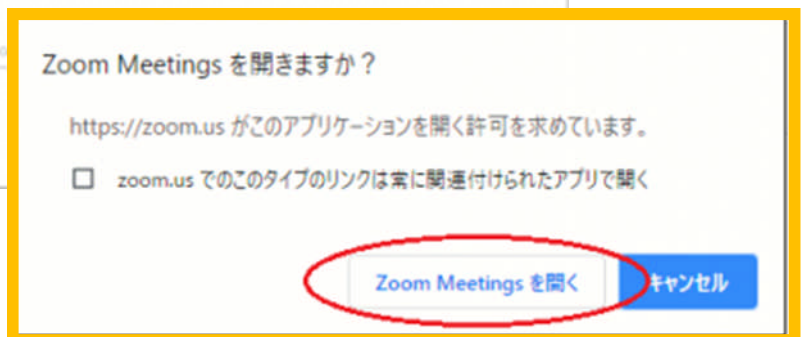 Zoom Meetings を開きますか？
https://zoom.us がこのアプリケーションを開く許可を求めています。
zoom.us でのこのタイプのリンクは常に関連付けられたアプリで開く
Zoom Meetings を開く
キャンセル